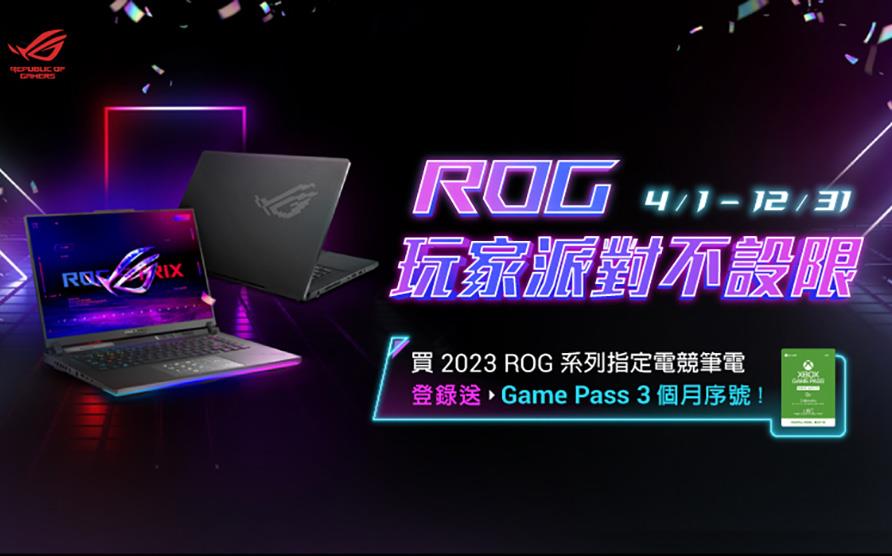 REPUBLIC OF
GAMERS
ROG 4/1-12/31
玩家派對不設限
買 2023 ROG 系列指定電競筆電
登錄送 Game Pass 3 個月序號！
XBOX
GAME PASS